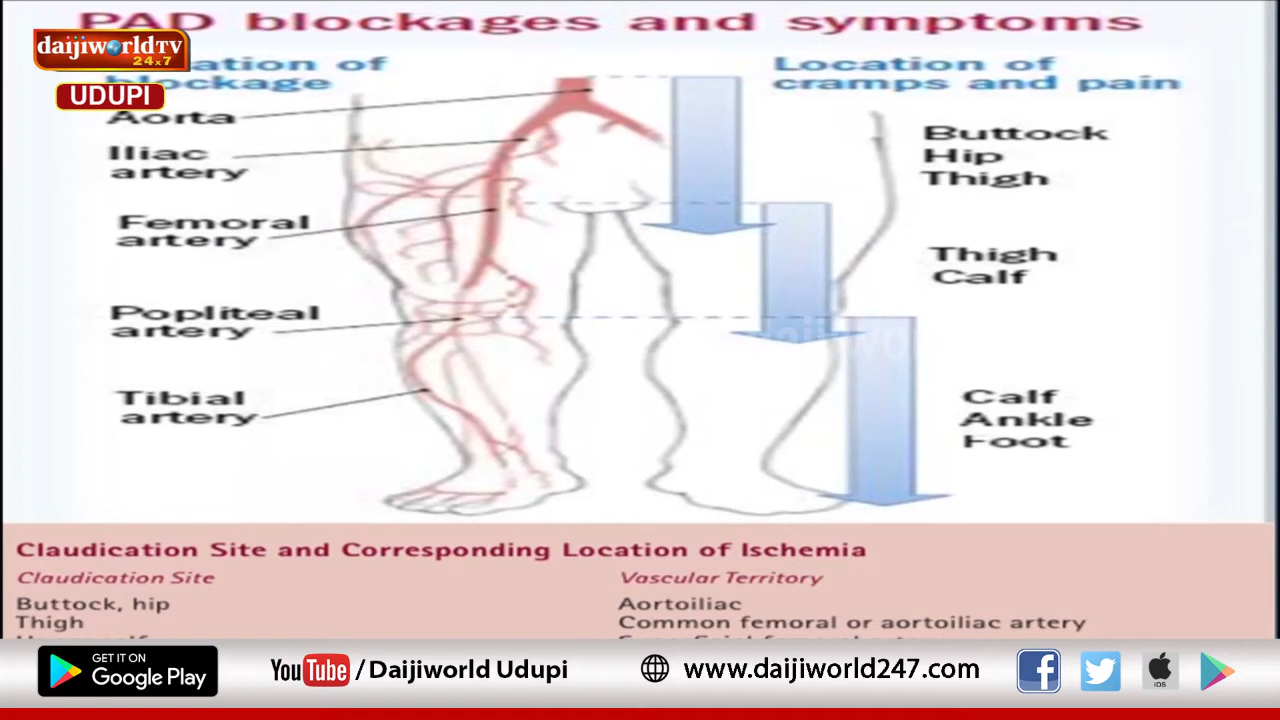 PAD blockages and symptoms
daijiworldTV
24x7
UDUPI
Location of
cramps and pain
Aorta
Iliac
artery
Femoral
artery
Popliteal
artery
Tibial
artery
Buttock
Hip
Thigh
Thigh
Calf
Calf
Ankle
Foot
Claudication Site and Corresponding Location of Ischemia
Claudication Site
Vascular Territory
Buttock, hip
Aortoiliac
Thigh
Common femoral or aortoiliac artery
GET IT ON
Google Play
YouTube / Daijiworld Udupi
www.daijiworld247.com
iOS